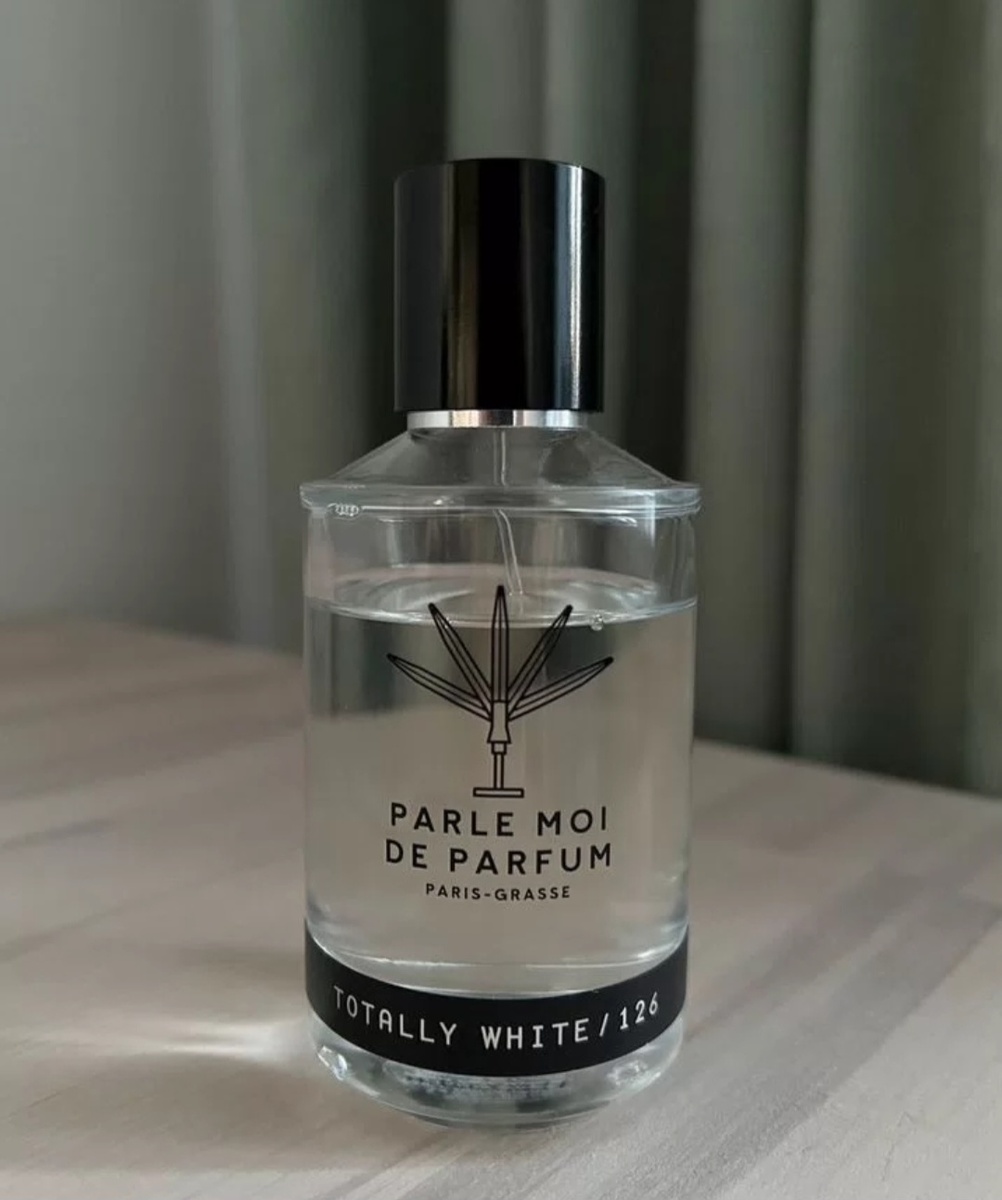 PARLE MOI
DE PARFUM
PARIS-GRASSE
TOTALLY WHITE/126